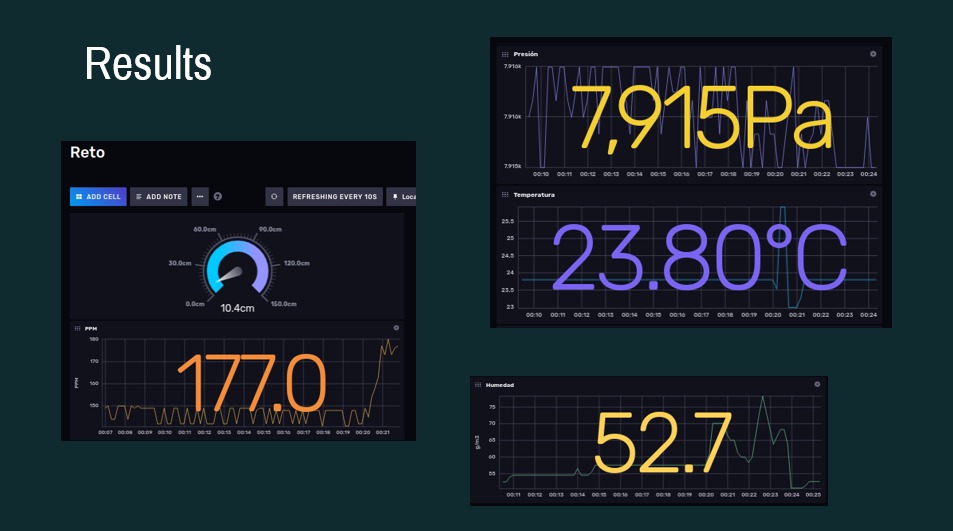 Results
Reto
ADD CELL ADD NOTE ... ? REFRESHING EVERY 10S Loca
60.0cm 90.0cm
30.0cm 120.0cm
0.0cm 150.0cm
10.4cm
PPM
180
170
160
150
PPM
177.0
00:07 00:08 00:09 00:10 00:11 00:12 00:13 00:14 00:15 00:16 00:17 00:18 00:19 00:20 00:21
Presión
7.916k
7.916k
7.915k
7,915Pa
00:10 00:11 00:12 00:13 00:14 00:15 00:16 00:17 00:18 00:19 00:20 00:21 00:22 00:23 00:24
Temperatura
25.5
25
24.5
24
23.5
23
23.80°C
00:10 00:11 00:12 00:13 00:14 00:15 00:16 00:17 00:18 00:19 00:20 00:21 00:22 00:23 00:24
Humedad
75
70
65
60
55
g/m3
52.7
00:11 00:12 00:13 00:14 00:15 00:16 00:17 00:18 00:19 00:20 00:21 00:22 00:23 00:24 00:25